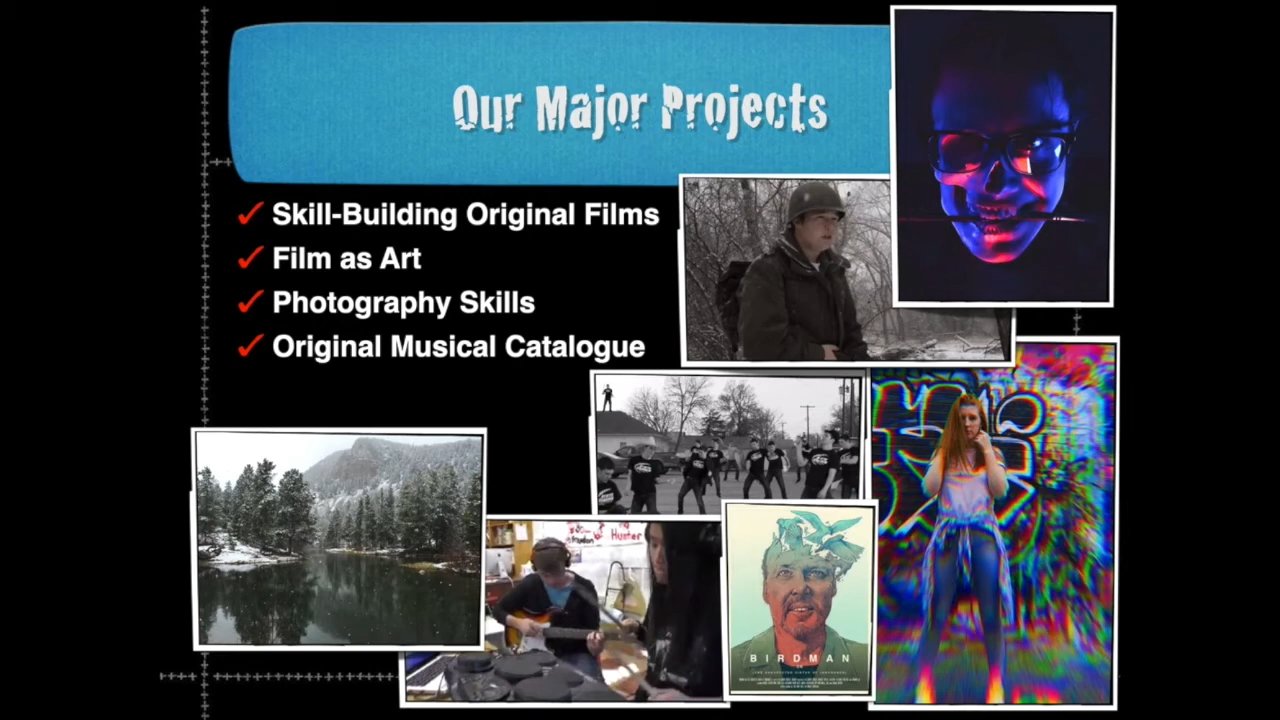 Our Major Projects
✓ Skill-Building Original Films
✓ Film as Art
✓ Photography Skills
✓ Original Musical Catalogue
Hunter
BIRDMAN